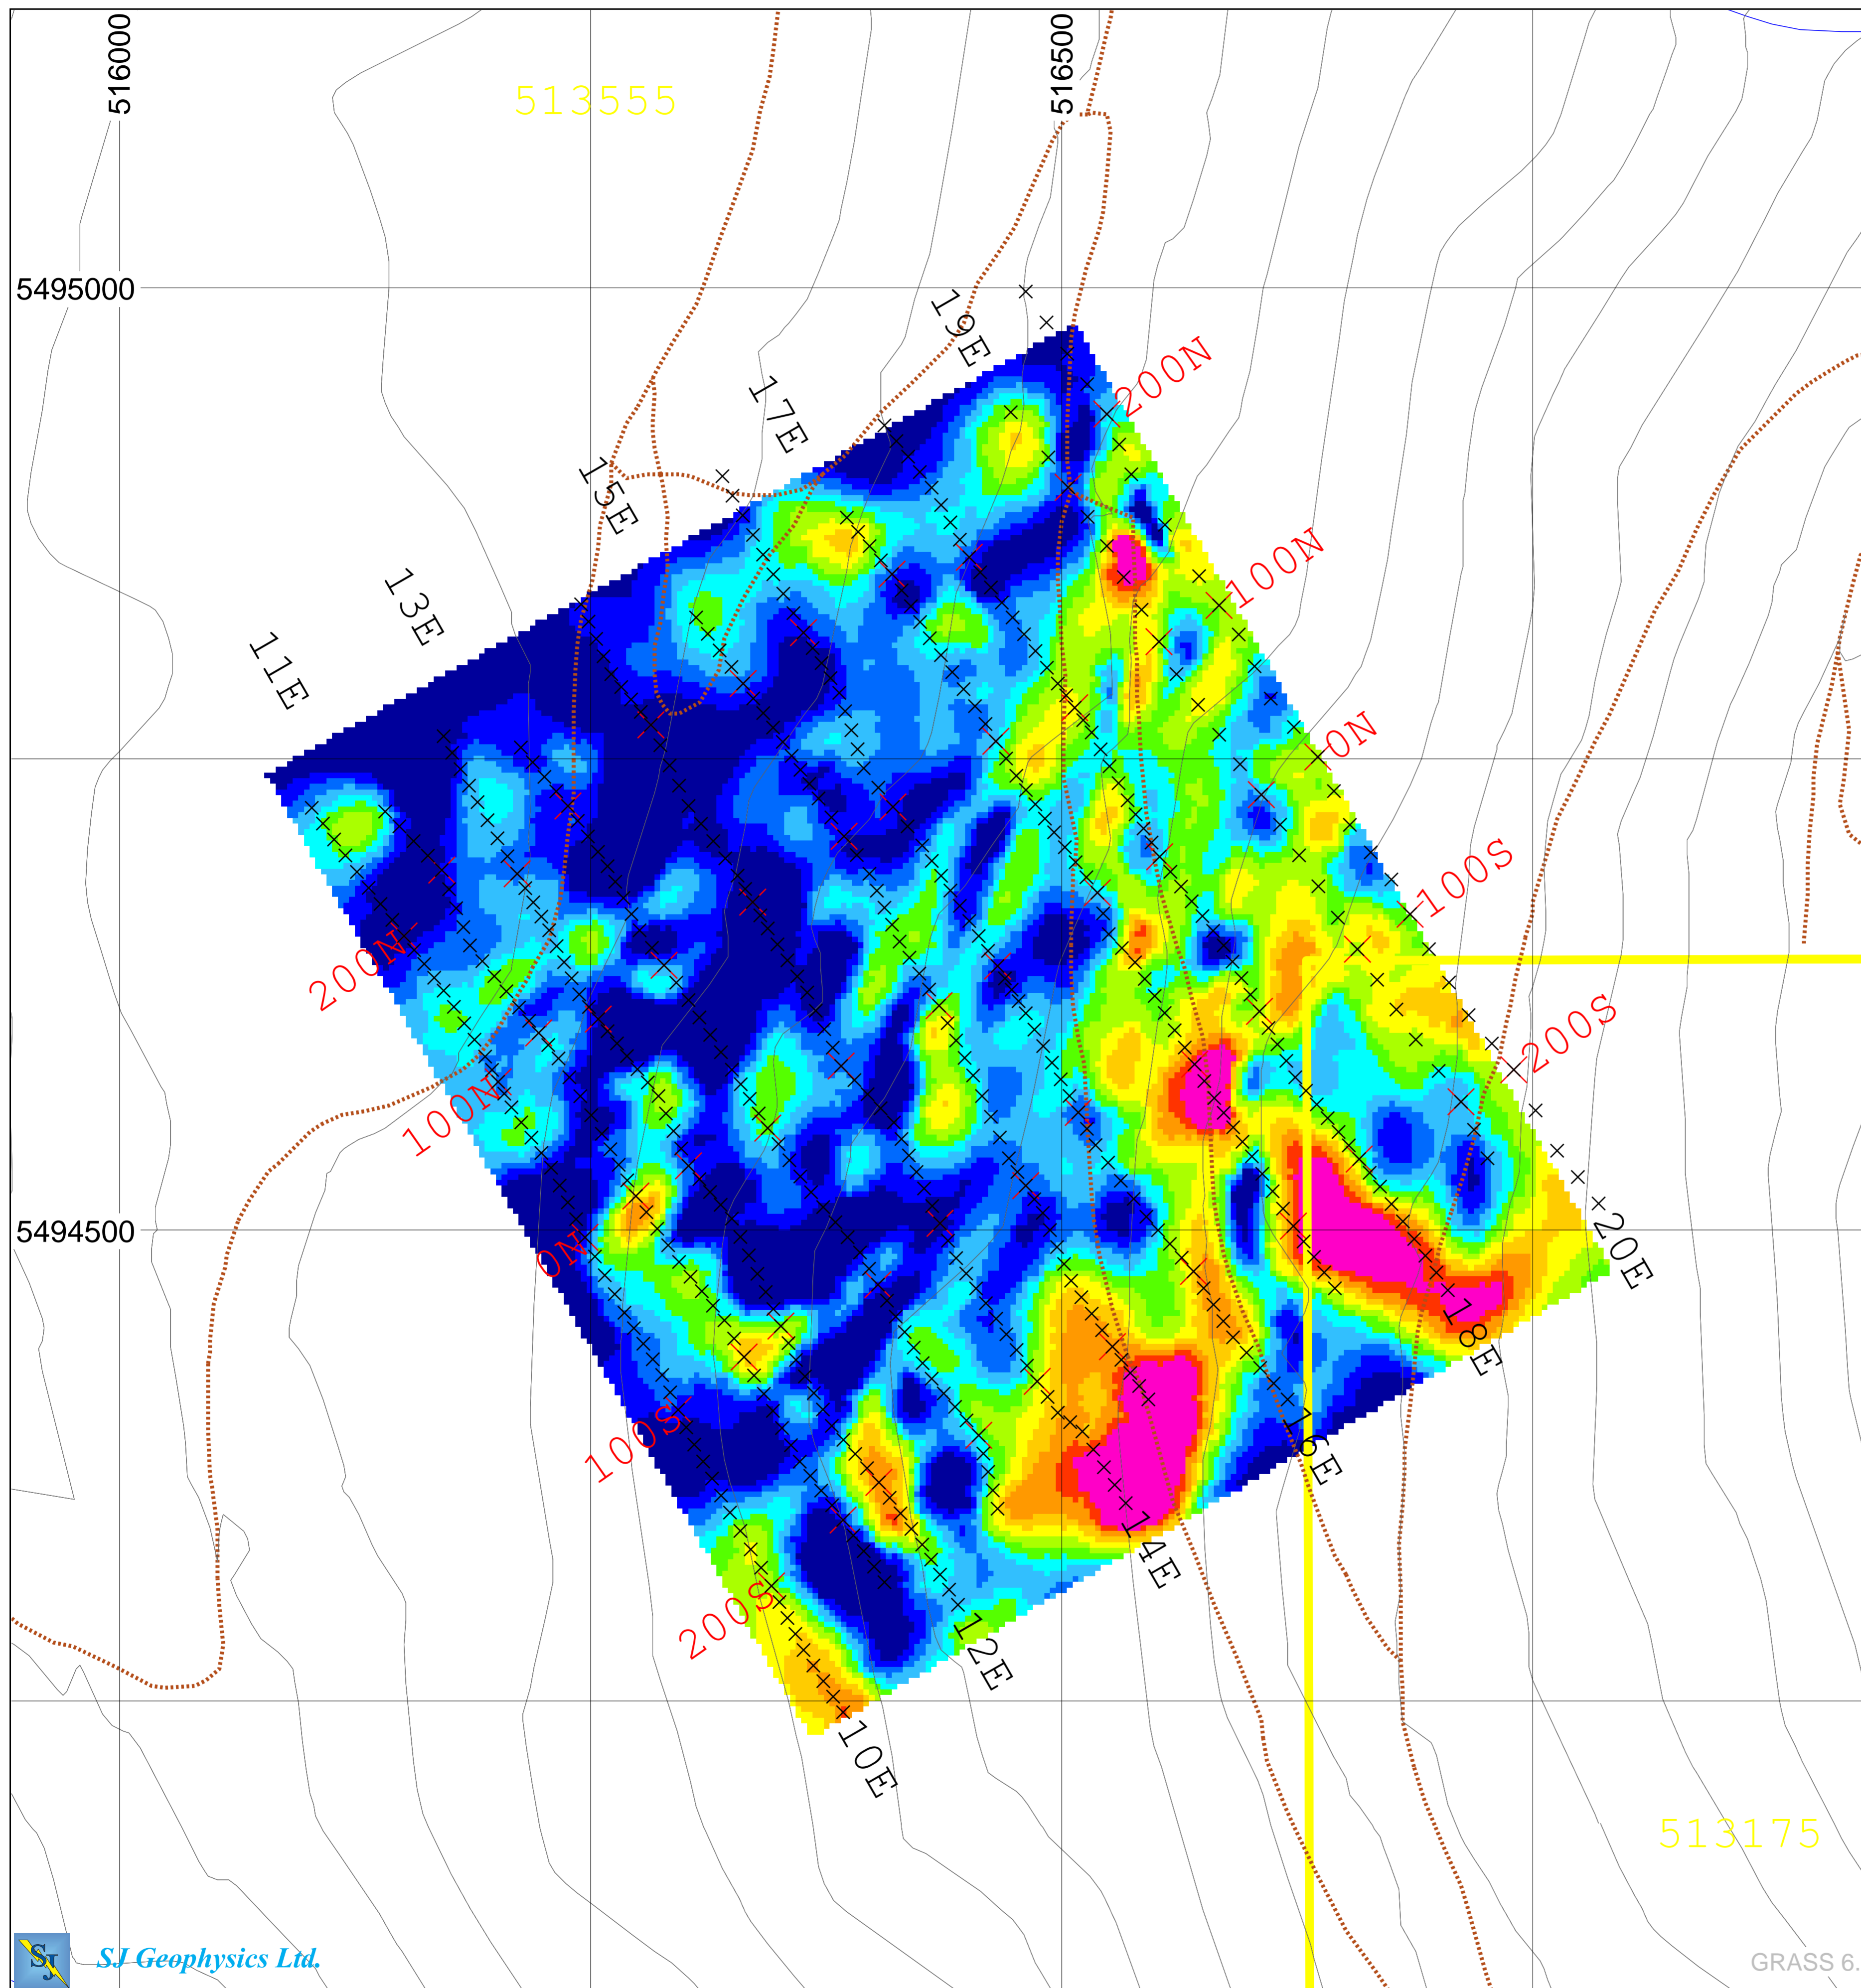 516000
516500
513555
5495000
19E
200N
17E
15E
100N
13E
11E
0N
100S
200N
200S
100N
5494500
20E
0N
18E
100S
16E
14E
200S
12E
10E
513175
SJ
SJ Geophysics Ltd.
GRASS 6.